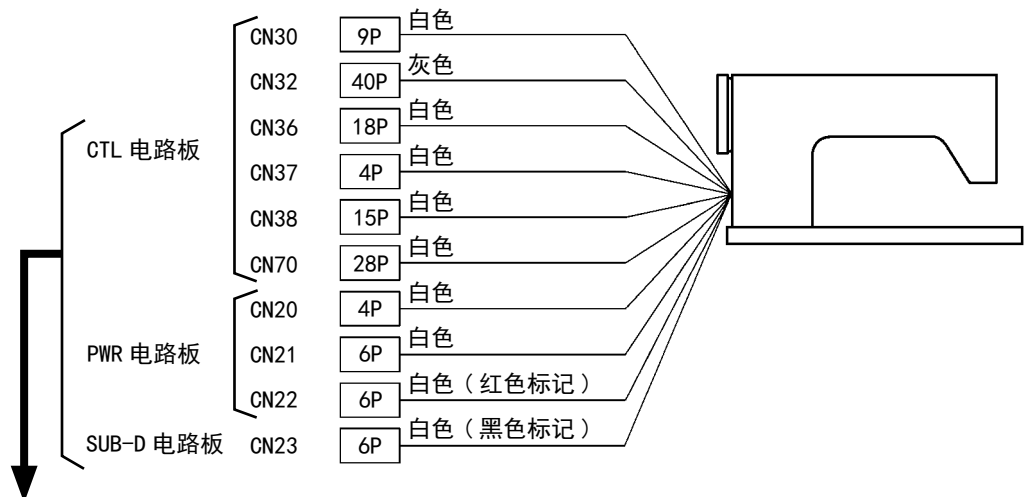 CN30 9P 白色
CN32 40P 灰色
CN36 18P 白色
CTL 电路板
CN37 4P 白色
CN38 15P 白色
CN70 28P 白色
CN20 4P 白色
PWR 电路板 CN21 6P 白色
CN22 6P 白色（红色标记）
SUB-D 电路板 CN23 6P 白色（黑色标记）